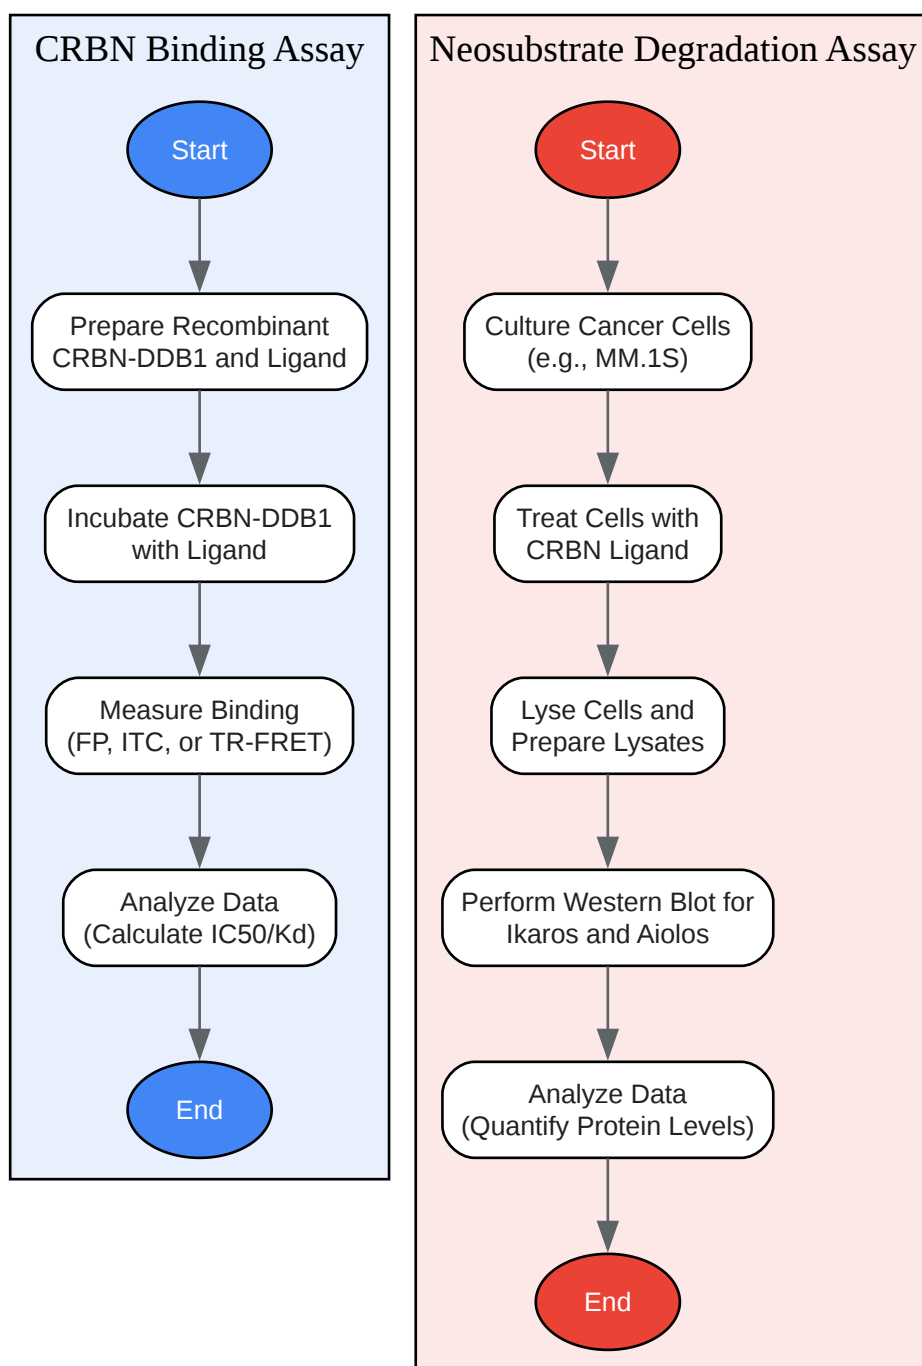 CRBN Binding Assay
Start
Prepare Recombinant
CRBN-DDB1 and Ligand
Incubate CRBN-DDB1
with Ligand
Measure Binding
(FP, ITC, or TR-FRET)
Analyze Data
(Calculate IC50/Kd)
End
Neosubstrate Degradation Assay
Start
Culture Cancer Cells
(e.g., MM.1S)
Treat Cells with
CRBN Ligand
Lyse Cells and
Prepare Lysates
Perform Western Blot for
Ikaros and Aiolos
Analyze Data
(Quantify Protein Levels)
End